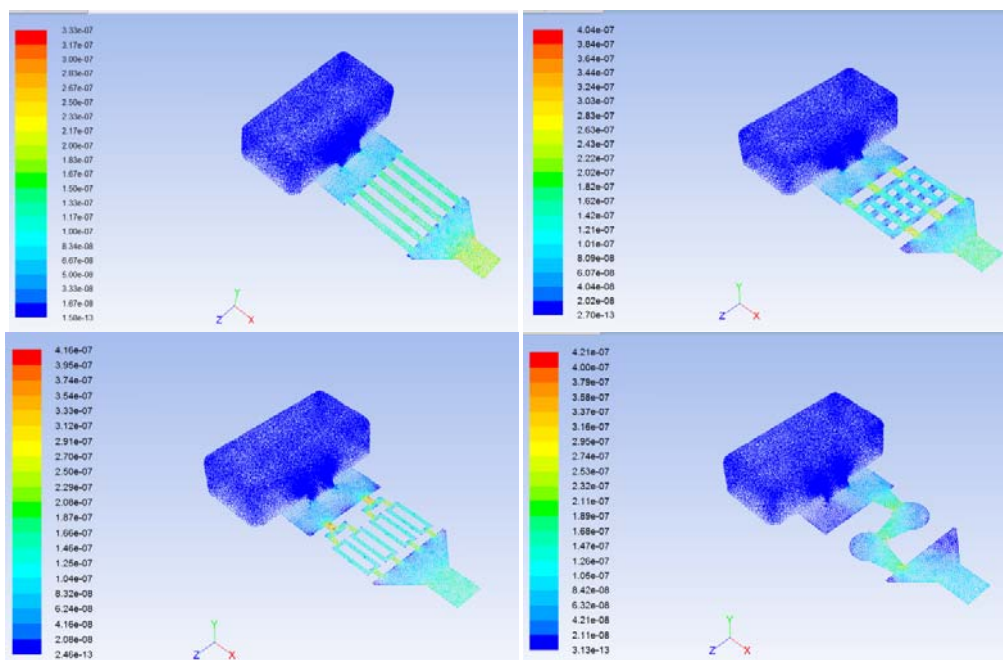 3.33e-07
3.17e-07
3.00e-07
2.83e-07
2.67e-07
2.50e-07
2.33e-07
2.17e-07
2.00e-07
1.83e-07
1.67e-07
1.50e-07
1.33e-07
1.17e-07
1.00e-07
8.34e-08
6.67e-08
5.00e-08
3.33e-08
1.67e-08
1.58e-13
Y
Z
X
4.04e-07
3.84e-07
3.64e-07
3.44e-07
3.24e-07
3.03e-07
2.83e-07
2.63e-07
2.43e-07
2.22e-07
2.02e-07
1.82e-07
1.62e-07
1.42e-07
1.21e-07
1.01e-07
8.09e-08
6.07e-08
4.04e-08
2.02e-08
2.70e-13
Y
Z
X
4.16e-07
3.95e-07
3.74e-07
3.54e-07
3.33e-07
3.12e-07
2.91e-07
2.70e-07
2.50e-07
2.29e-07
2.08e-07
1.87e-07
1.66e-07
1.46e-07
1.25e-07
1.04e-07
8.32e-08
6.24e-08
4.16e-08
2.08e-08
2.46e-13
Y
Z
X
4.21e-07
4.00e-07
3.79e-07
3.58e-07
3.37e-07
3.16e-07
2.95e-07
2.74e-07
2.53e-07
2.32e-07
2.11e-07
1.89e-07
1.68e-07
1.47e-07
1.26e-07
1.05e-07
8.42e-08
6.32e-08
4.21e-08
2.11e-08
3.13e-13
Y
Z
X